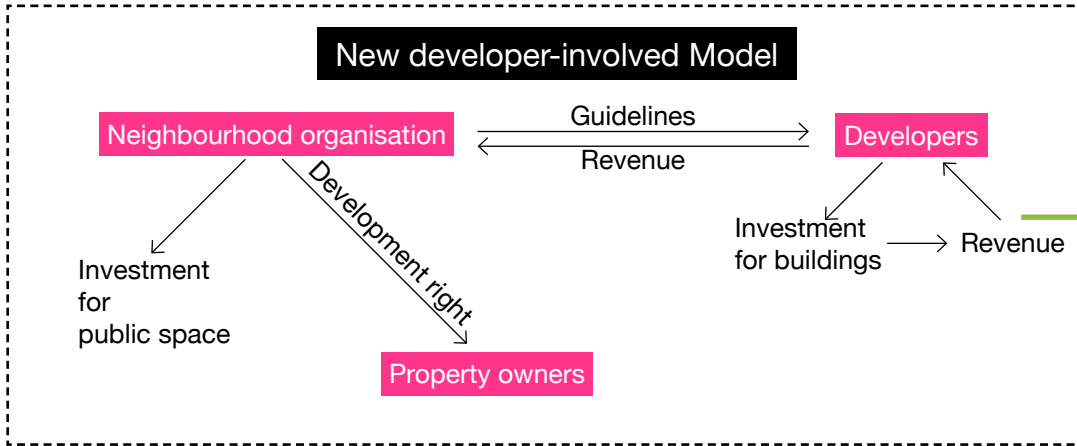 New developer-involved Model
Neighbourhood organisation
Guidelines
Revenue
Developers
Development right
Investment
for
public space
Investment
for buildings
Revenue
Property owners